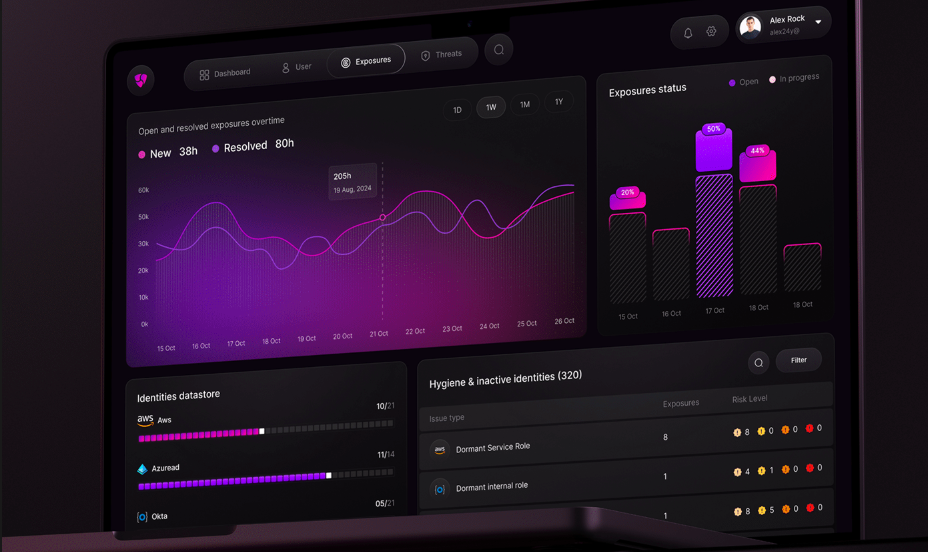 Dashboard
User
Exposures
Threats
Alex Rock
alex24y@
Open and resolved exposures overtime
1D
1W
1M
1Y
New 38h
Resolved 80h
205h
19 Aug, 2024
60k
50k
30k
20k
10k
0k
15 Oct
16 Oct
17 Oct
18 Oct
19 Oct
20 Oct
21 Oct
22 Oct
23 Oct
24 Oct
25 Oct
26 Oct
Exposures status
Open
In progress
20%
50%
44%
15 Oct
16 Oct
17 Oct
18 Oct
18 Oct
Identities datastore
aws Aws
10/21
Azuread
11/14
Okta
05/21
Hygiene & inactive identities (320)
Filter
Issue type
Exposures
Risk Level
aws Dormant Service Role
8
8 0 0 0
Dormant internal role
1
4 1 0 0
1
8 5 0 0